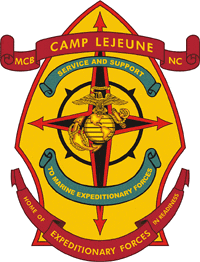 CAMP LEJEUNE
MCB NC
SERVICE AND SUPPORT
TO MARINE EXPEDITIONARY FORCES
HOME OF EXPEDITIONARY FORCES IN READINESS